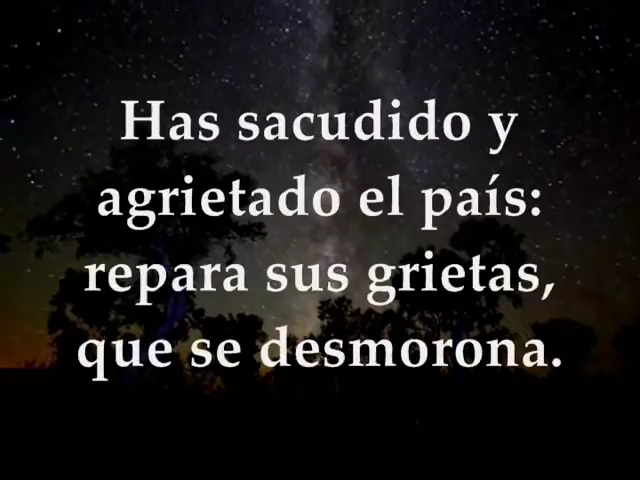 Has sacudido y
agrietado el país:
repara sus grietas,
que se desmorona.